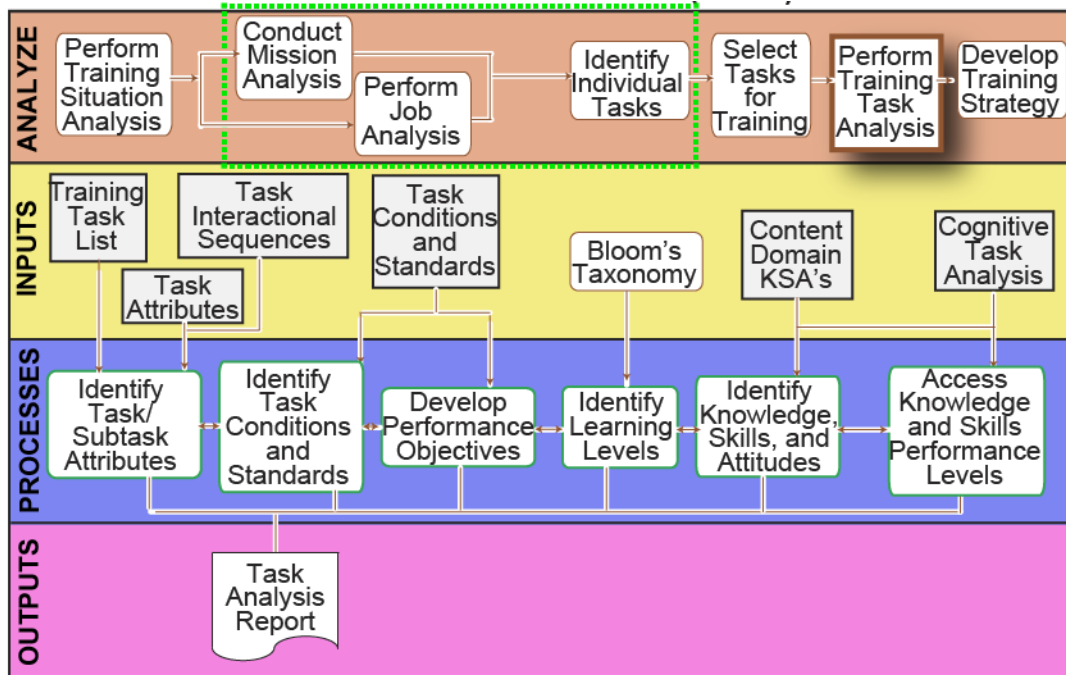 ANALYZE
Perform
Training
Situation
Analysis
Conduct
Mission
Analysis
Perform
Job
Analysis
Identify
Individual
Tasks
Select
Tasks
for
Training
Perform
Training
Task
Analysis
Develop
Training
Strategy
INPUTS
Training
Task
List
Task
Attributes
Task
Interactional
Sequences
Task
Conditions
and
Standards
Bloom's
Taxonomy
Content
Domain
KSA's
Cognitive
Task
Analysis
PROCESSES
Identify
Task/
Subtask
Attributes
Identify
Task
Conditions
and
Standards
Develop
Performance
Objectives
Identify
Learning
Levels
Identify
Knowledge,
Skills, and
Attitudes
Access
Knowledge
and Skills
Performance
Levels
OUTPUTS
Task
Analysis
Report